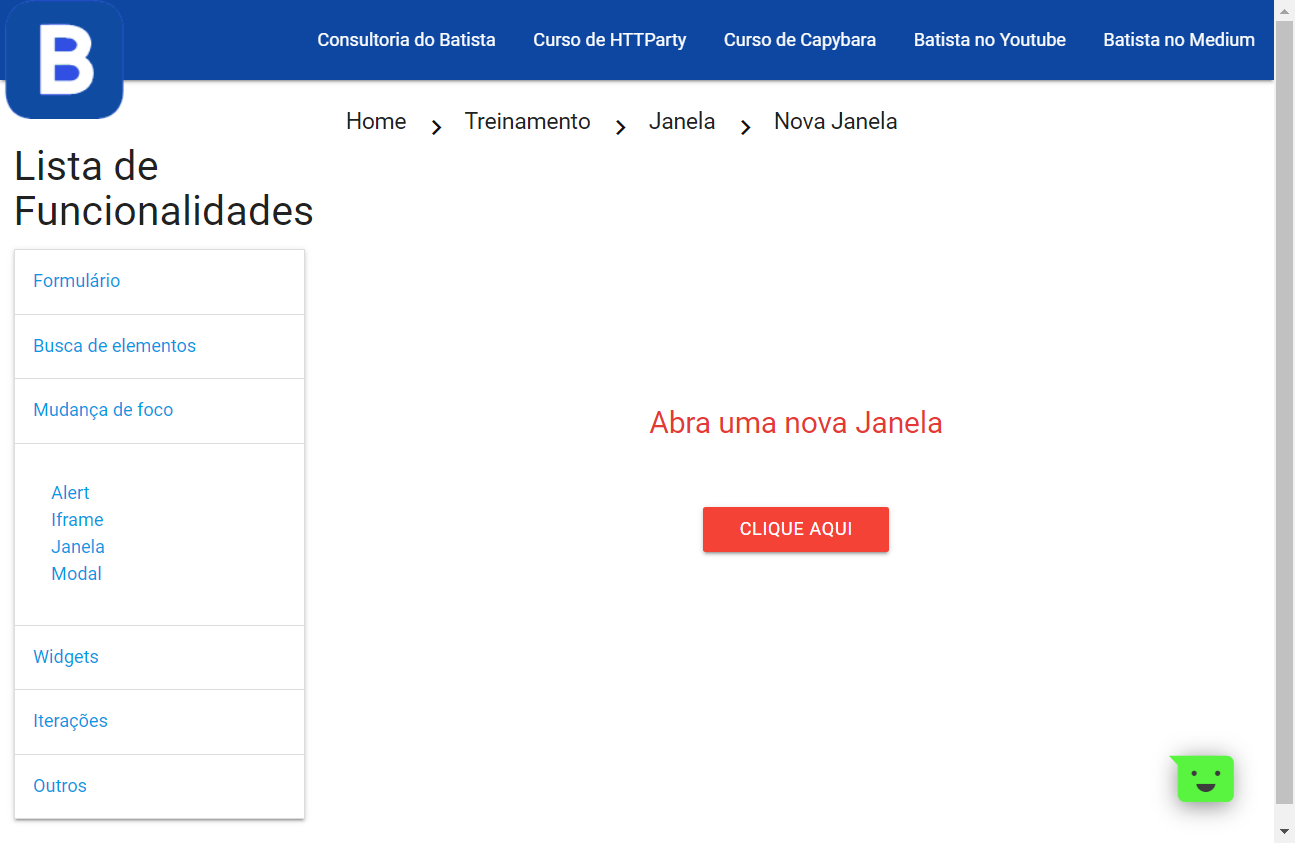 B
Consultoria do Batista Curso de HTTParty Curso de Capybara Batista no Youtube Batista no Medium
Home > Treinamento > Janela > Nova Janela
Lista de
Funcionalidades
Formulário
Busca de elementos
Mudança de foco
Alert
Iframe
Janela
Modal
Widgets
Iterações
Outros
Abra uma nova Janela
CLIQUE AQUI